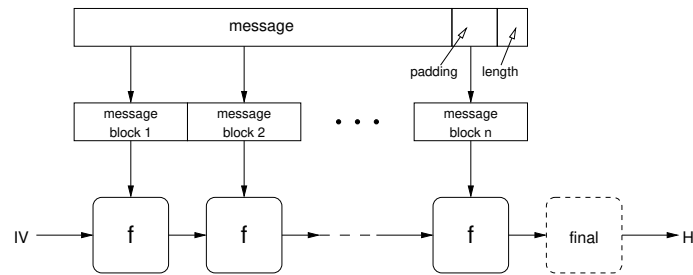 message
padding
length
message
block 1
message
block 2
message
block n
IV
f
f
f
final
H